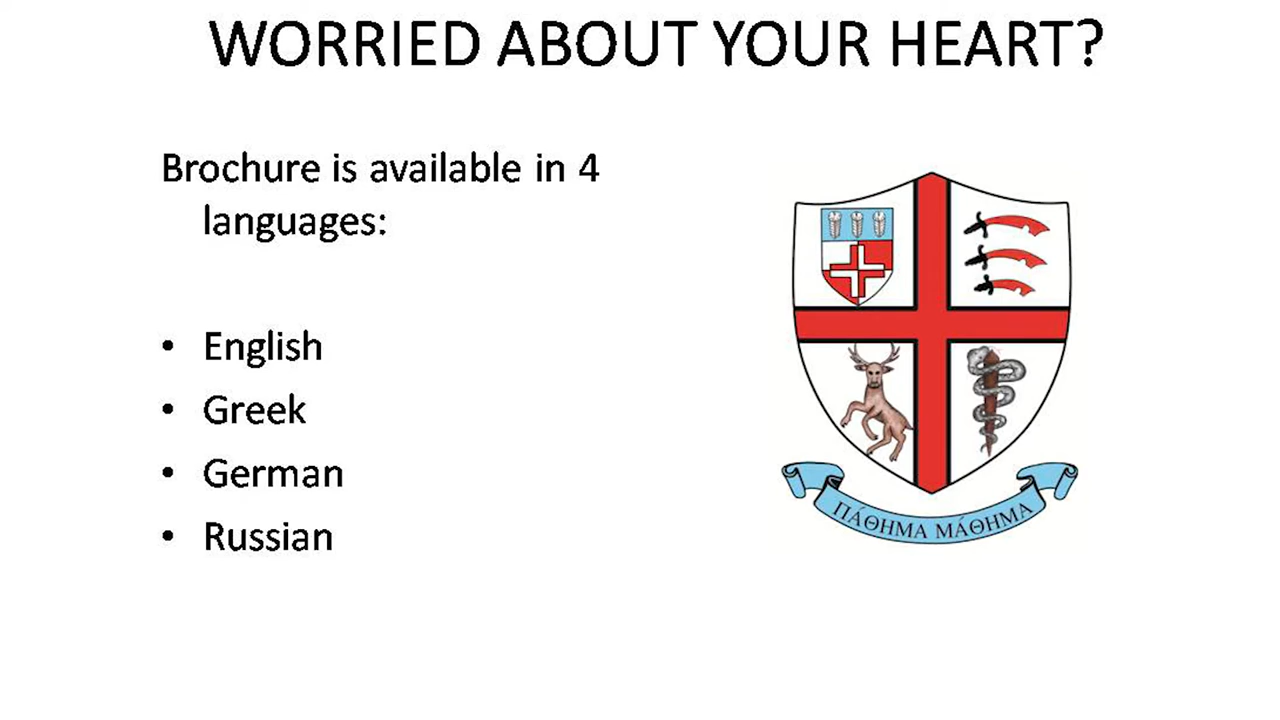 WORRIED ABOUT YOUR HEART?
Brochure is available in 4
languages:
• English
• Greek
• German
• Russian
ΠΆΘΗΜΑ ΜΆΘΗΜΑ